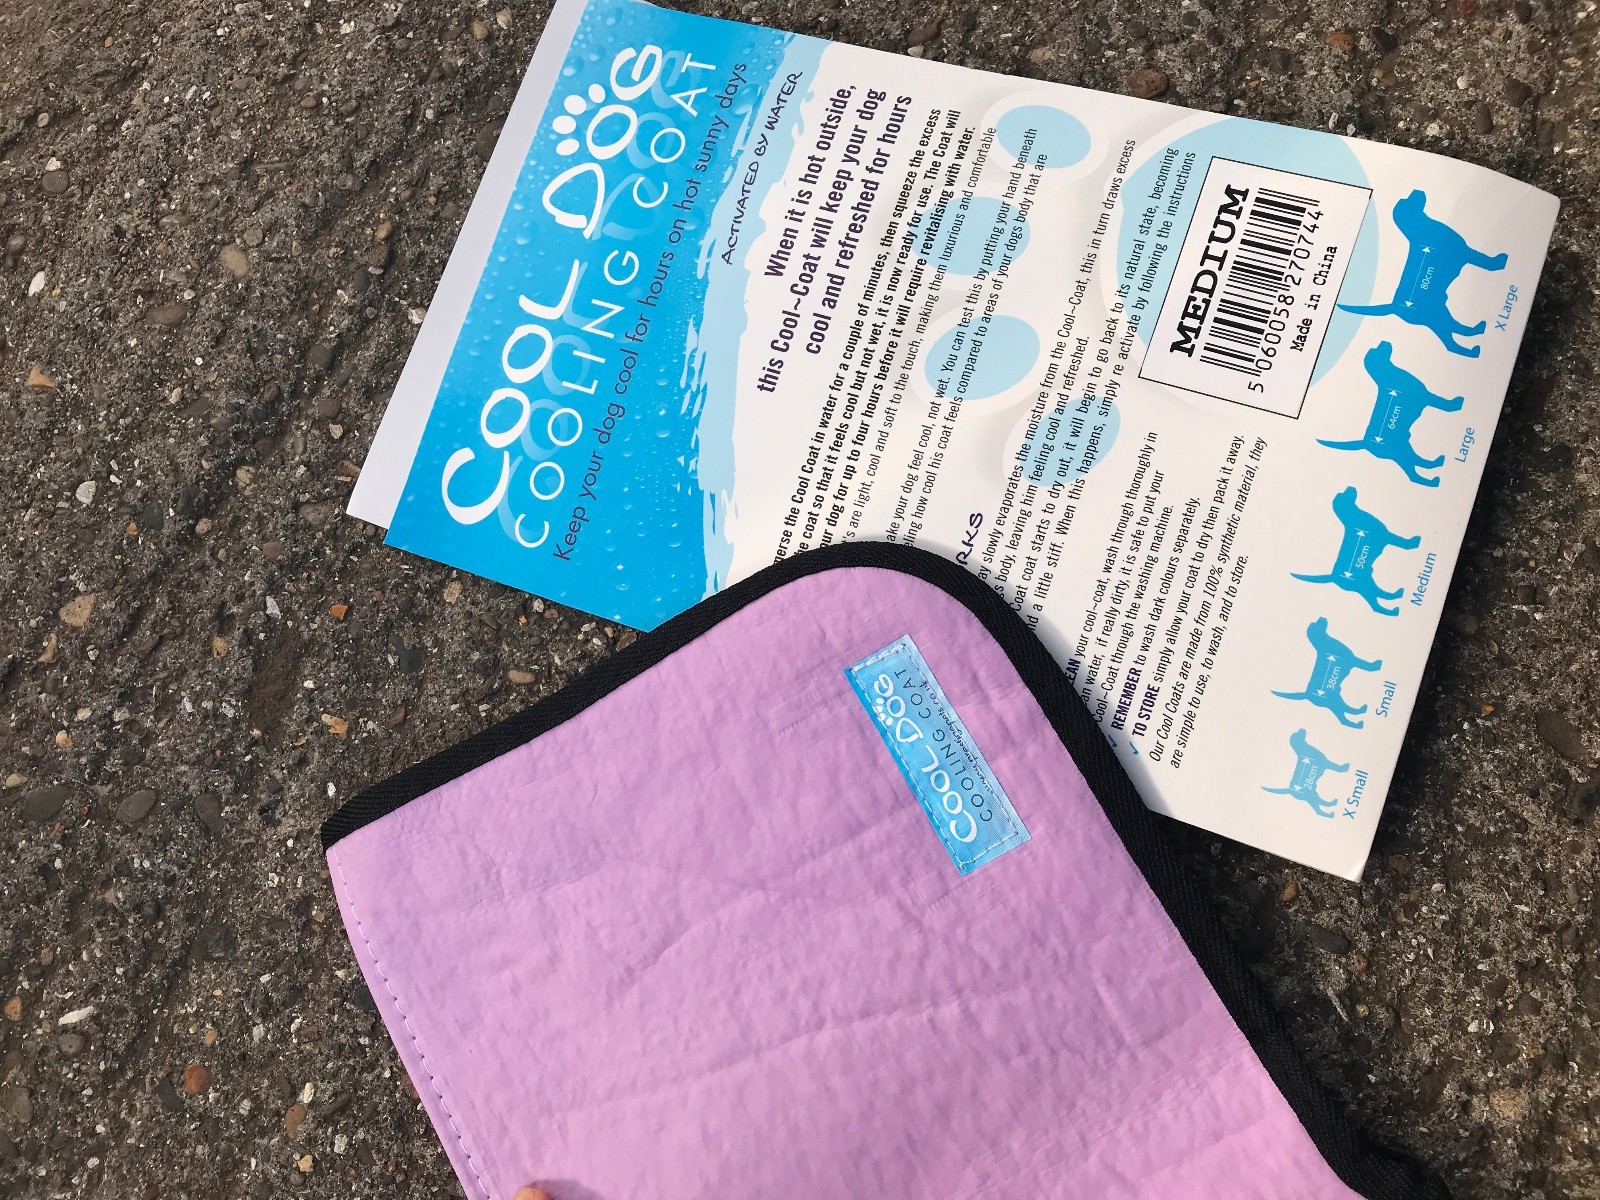 COOL DOG
COOLING COAT
Keep your dog cool for hours on hot sunny days
ACTIVATED BY WATER
When it is hot outside,
this Cool~Coat will keep your dog
cool and refreshed for hours
merse the Cool Coat in water for a couple of minutes, then squeeze the excess
he coat so that it feels cool but not wet, it is now ready for use. The Coat will
ur dog for up to four hours before it will require revitalising with water.
's are light, cool and soft to the touch, making them luxurious and comfortable
ake your dog feel cool, not wet. You can test this by putting your hand beneath
eling how cool his coat feels compared to areas of your dogs body that are
RKS
ay slowly evaporates the moisture from the Cool~Coat, this in turn draws excess
s body, leaving him feeling cool and refreshed.
Coat coat starts to dry out, it will begin to go back to its natural state, becoming
nd a little stiff. When this happens, simply re activate by following the instructions
EAN your cool~coat, wash through thoroughly in
an water, if really dirty, it is safe to put your
Cool~Coat through the washing machine.
✓ REMEMBER to wash dark colours separately.
✓ TO STORE simply allow your coat to dry then pack it away.
Our Cool Coats are made from 100% synthetic material, they
are simple to use, to wash, and to store.
MEDIUM
5 060058 270744
Made in China
80cm
X Large
64cm
Large
50cm
Medium
38cm
Small
28cm
X Small
COOL DOG
COOLING COAT